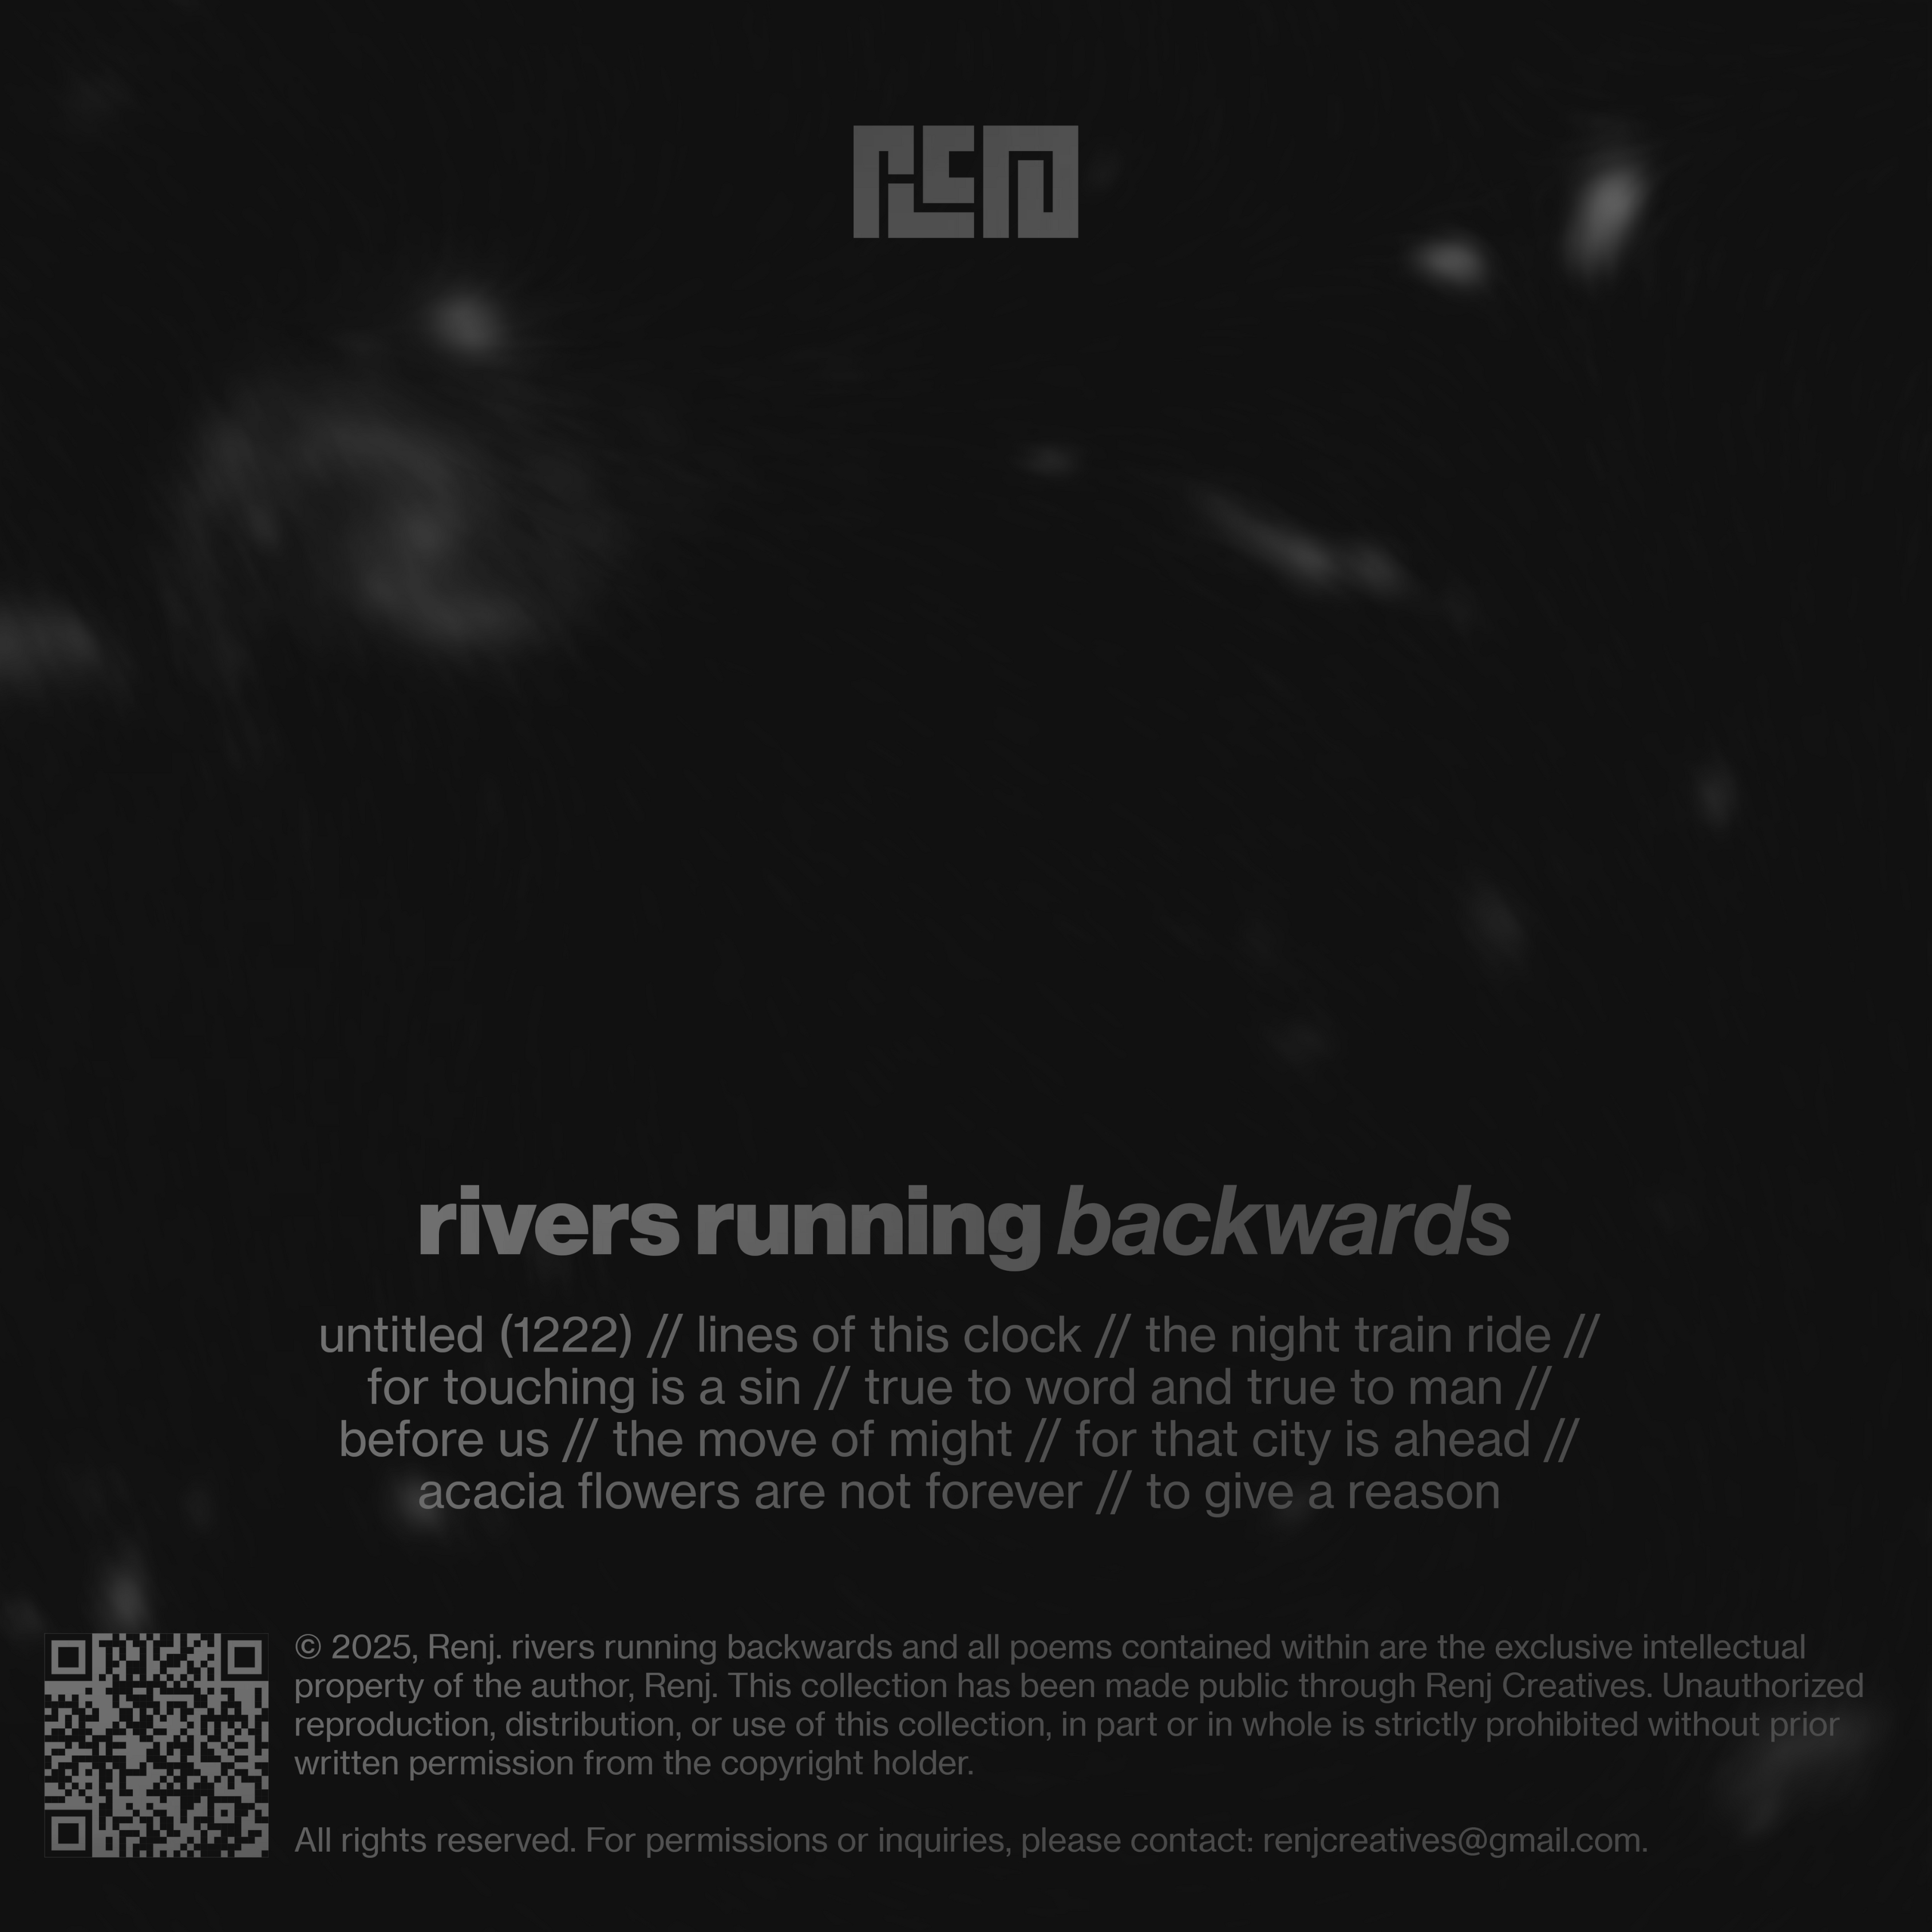 rivers running backwards
untitled (1222) // lines of this clock // the night train ride //
for touching is a sin // true to word and true to man //
before us // the move of might // for that city is ahead //
acacia flowers are not forever // to give a reason
© 2025, Renj. rivers running backwards and all poems contained within are the exclusive intellectual
property of the author, Renj. This collection has been made public through Renj Creatives. Unauthorized
reproduction, distribution, or use of this collection, in part or in whole is strictly prohibited without prior
written permission from the copyright holder.
All rights reserved. For permissions or inquiries, please contact: renjcreatives@gmail.com.